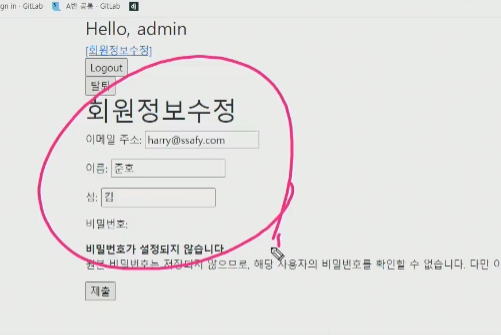 gn in · GitLab A반 공통 · GitLab dj
Hello, admin
[회원정보수정]
Logout
탈퇴
회원정보수정
이메일 주소: harry@ssafy.com
이름: 준호
성: 킴
비밀번호:
비밀번호가 설정되지 않습니다
원본 비밀번호는 저장되지 않으므로, 해당 사용자의 비밀번호를 확인할 수 없습니다. 다만 이
제출